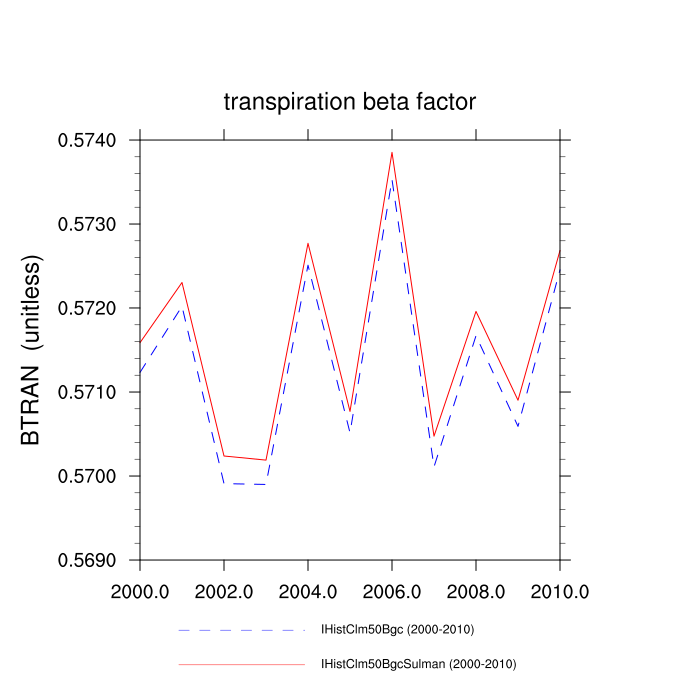 transpiration beta factor
0.5740
0.5730
0.5720
0.5710
0.5700
0.5690
BTRAN (unitless)
2000.0 2002.0 2004.0 2006.0 2008.0 2010.0
IHistClm50Bgc (2000-2010)
IHistClm50BgcSulman (2000-2010)